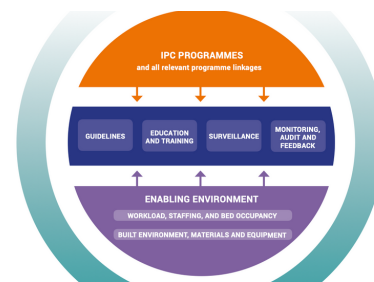 IPC PROGRAMMES
and all relevant programme linkages
GUIDELINES
EDUCATION
AND TRAINING
SURVEILLANCE
MONITORING,
AUDIT AND
FEEDBACK
ENABLING ENVIRONMENT
WORKLOAD, STAFFING, AND BED OCCUPANCY
BUILT ENVIRONMENT, MATERIALS AND EQUIPMENT